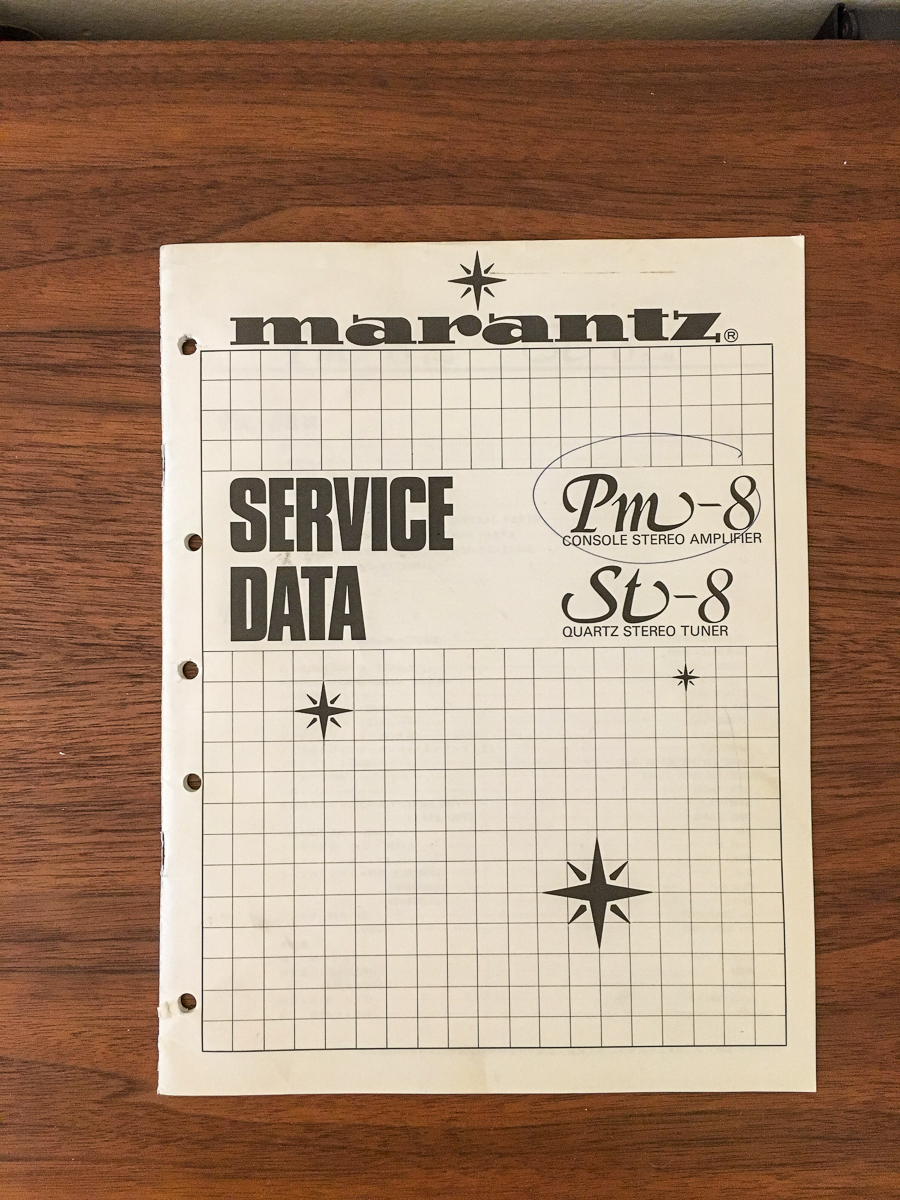 marantz®
SERVICE
DATA
Pm-8
CONSOLE STEREO AMPLIFIER
St-8
QUARTZ STEREO TUNER